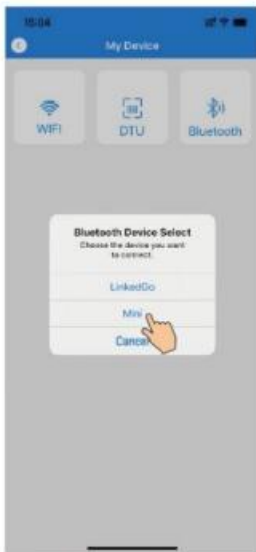 15:04
My Device
WIFI
DTU
Bluetooth
Bluetooth Device Select
Choose the device you want
to connect.
LinkedGo
Mini
Cancel